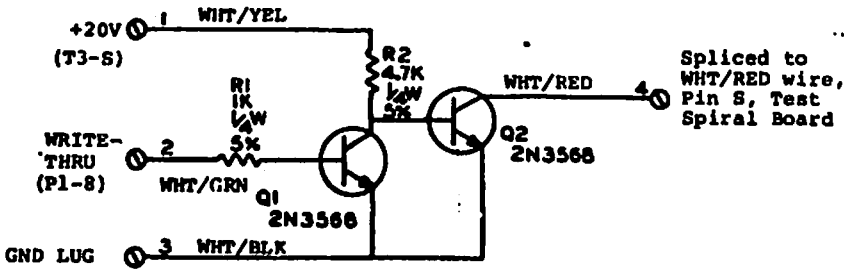 +20V
(T3-S)
1 WHT/YEL
R2
4.7K
1/4W
5%
R1
1K
1/4W
5%
WRITE-
THRU
(P1-8)
2
WHT/GRN
Q1
2N3568
WHT/RED
Q2
2N3568
4
Spliced to
WHT/RED wire,
Pin S, Test
Spiral Board
GND LUG
3 WHT/BLK